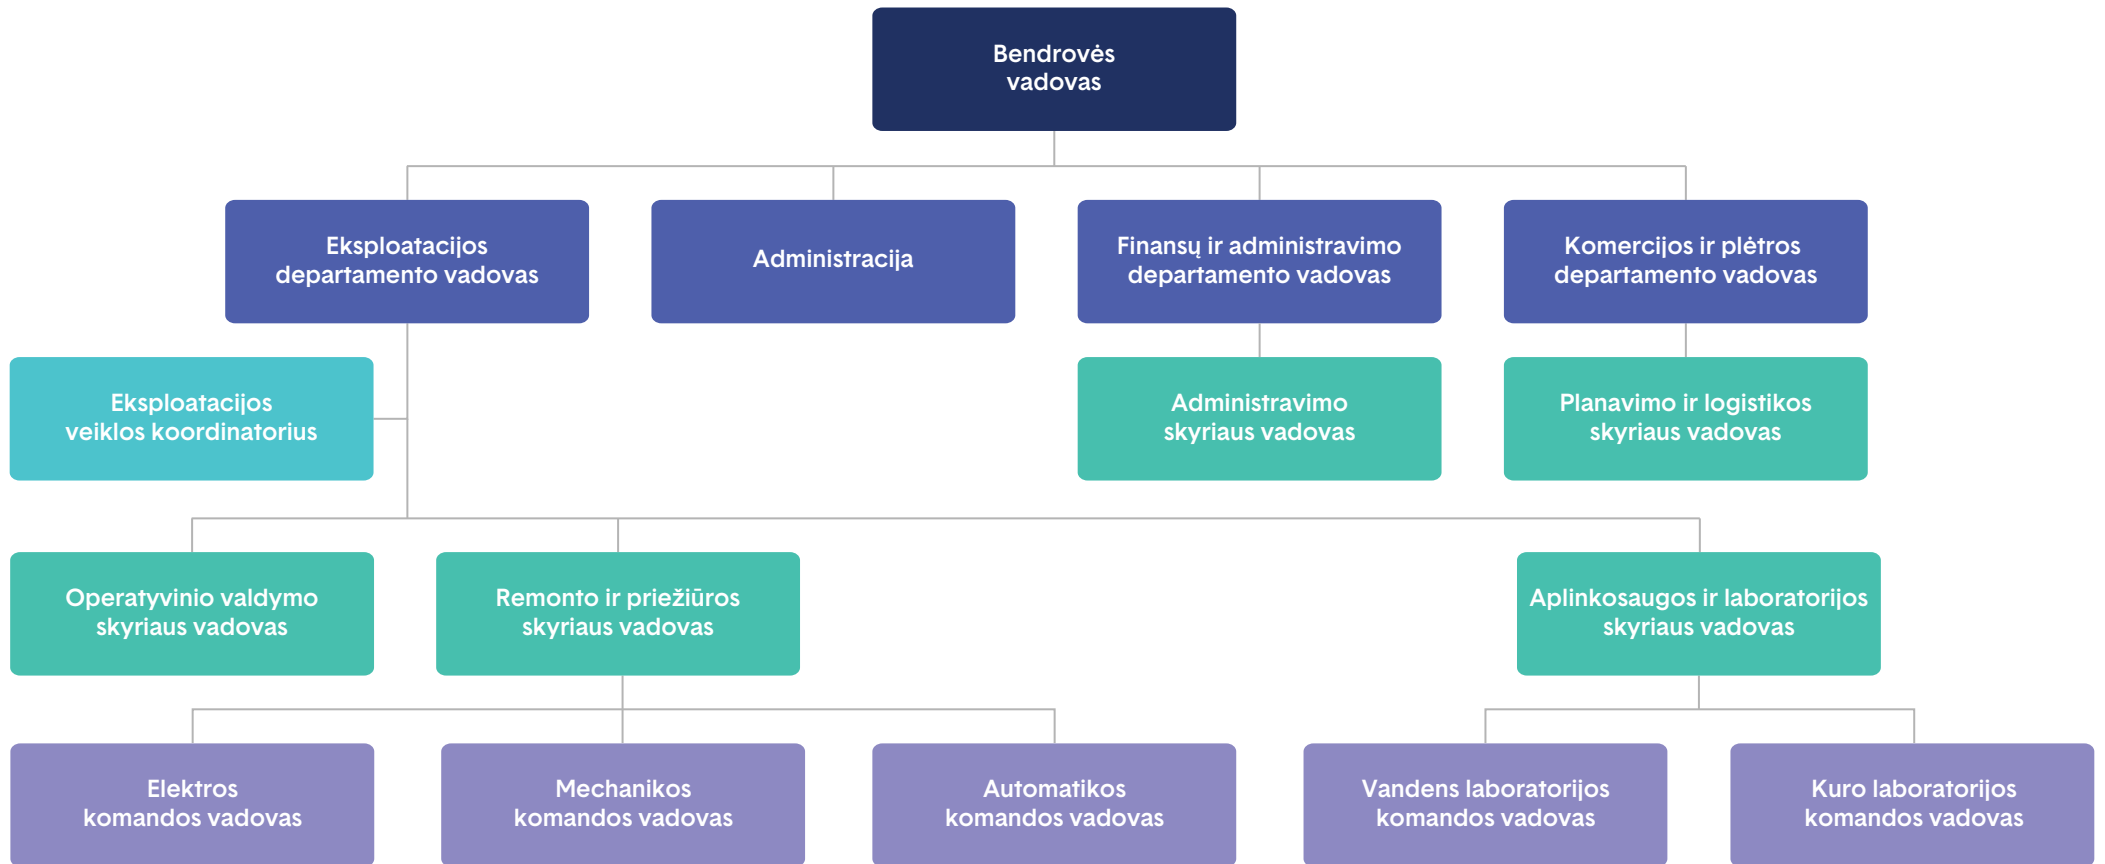 Bendrovės
vadovas
Eksploatacijos
departamento vadovas
Administracija
Finansų ir administravimo
departamento vadovas
Komercijos ir plėtros
departamento vadovas
Eksploatacijos
veiklos koordinatorius
Administravimo
skyriaus vadovas
Planavimo ir logistikos
skyriaus vadovas
Operatyvinio valdymo
skyriaus vadovas
Remonto ir priežiūros
skyriaus vadovas
Aplinkosaugos ir laboratorijos
skyriaus vadovas
Elektros
komandos vadovas
Mechanikos
komandos vadovas
Automatikos
komandos vadovas
Vandens laboratorijos
komandos vadovas
Kuro laboratorijos
komandos vadovas